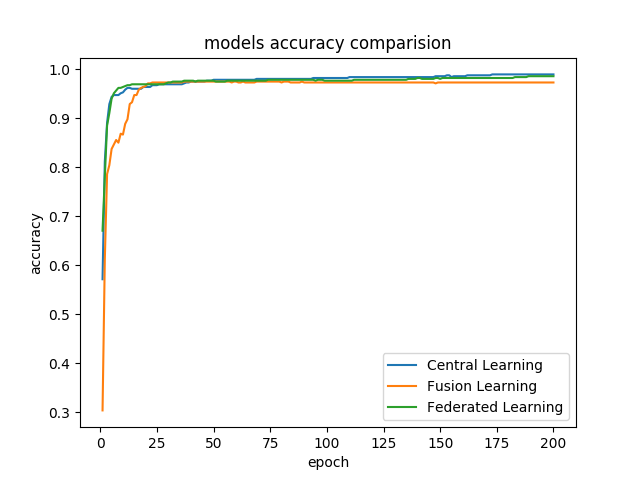 models accuracy comparision
1.0
0.9
0.8
0.7
0.6
0.5
0.4
0.3
accuracy
0 25 50 75 100 125 150 175 200
epoch
Central Learning
Fusion Learning
Federated Learning